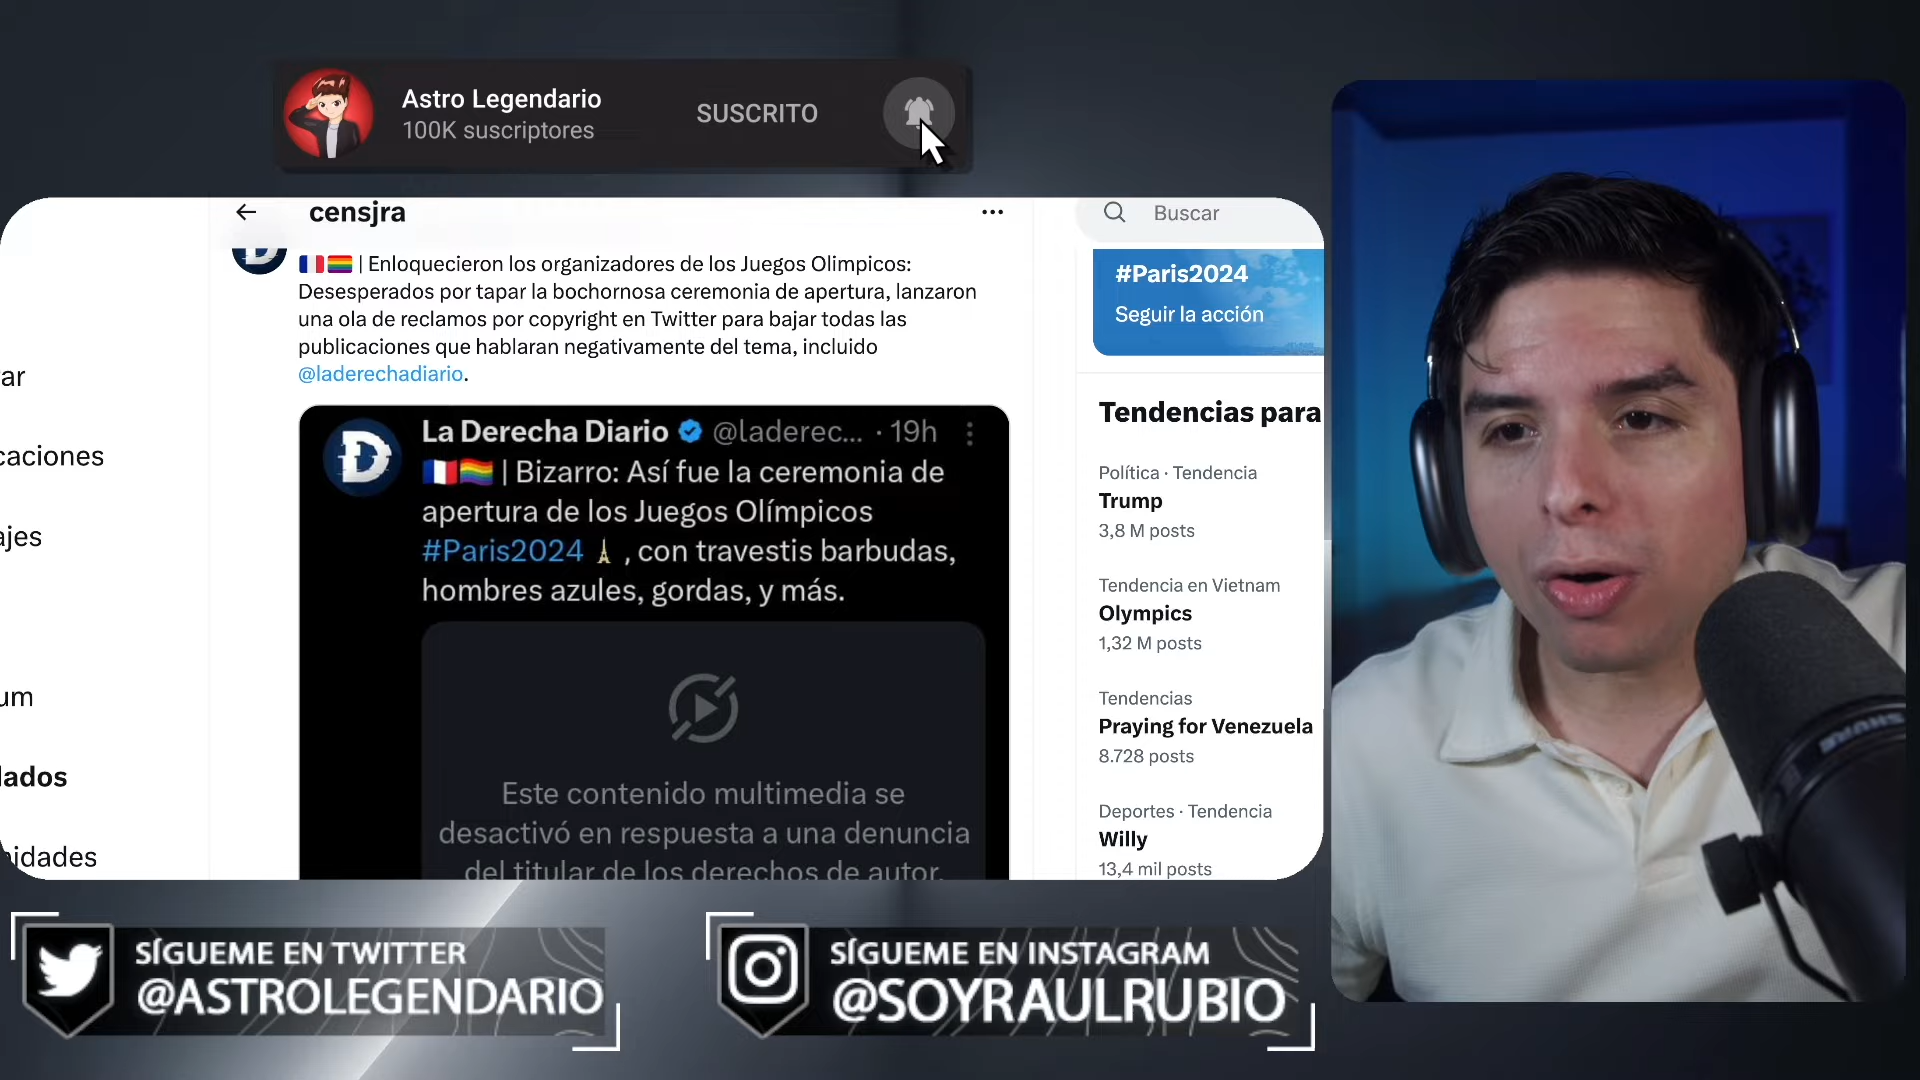 Astro Legendario
100K suscriptores
SUSCRITO
censjra
🇫🇷🏳️‍🌈 | Enloquecieron los organizadores de los Juegos Olimpicos:
Desesperados por tapar la bochornosa ceremonia de apertura, lanzaron
una ola de reclamos por copyright en Twitter para bajar todas las
publicaciones que hablaran negativamente del tema, incluido
@laderechadiario.
La Derecha Diario @laderec... · 19h
🇫🇷🏳️‍🌈 | Bizarro: Así fue la ceremonia de
apertura de los Juegos Olímpicos
#Paris2024 , con travestis barbudas,
hombres azules, gordas, y más.
Este contenido multimedia se
desactivó en respuesta a una denuncia
del titular de los derechos de autor.
ar
caciones
ajes
um
lados
nidades
Buscar
#Paris2024
Seguir la acción
Tendencias para
Política · Tendencia
Trump
3,8 M posts
Tendencia en Vietnam
Olympics
1,32 M posts
Tendencias
Praying for Venezuela
8.728 posts
Deportes · Tendencia
Willy
13,4 mil posts
SÍGUEME EN TWITTER
@ASTROLEGENDARIO
SÍGUEME EN INSTAGRAM
@SOYRAULRUBIO
SHURE